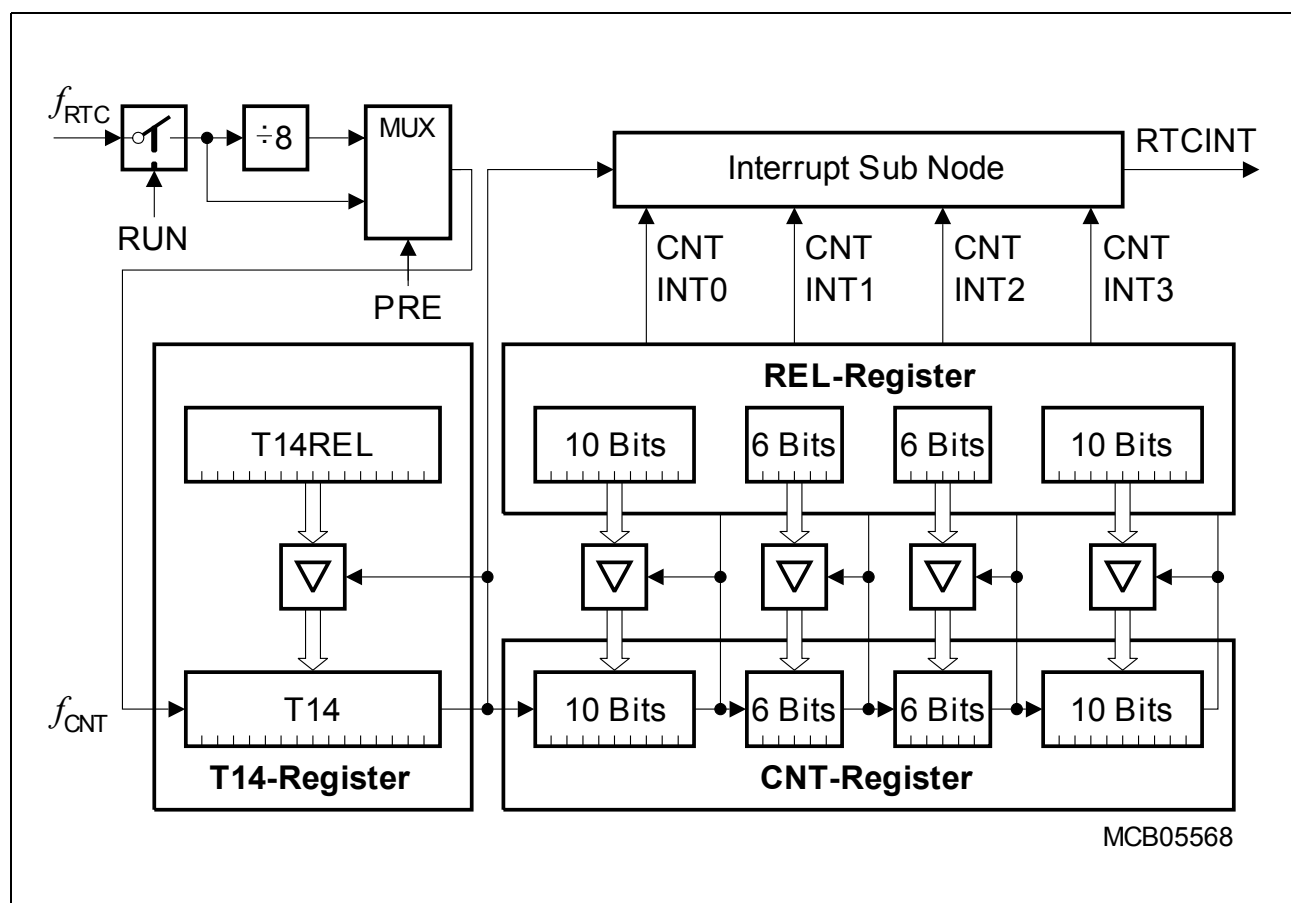 fRTC
÷8
MUX
RUN
PRE
Interrupt Sub Node
RTCINT
CNT
INT0
CNT
INT1
CNT
INT2
CNT
INT3
REL-Register
T14REL
10 Bits
6 Bits
6 Bits
10 Bits
fCNT
T14
10 Bits
6 Bits
6 Bits
10 Bits
T14-Register
CNT-Register
MCB05568